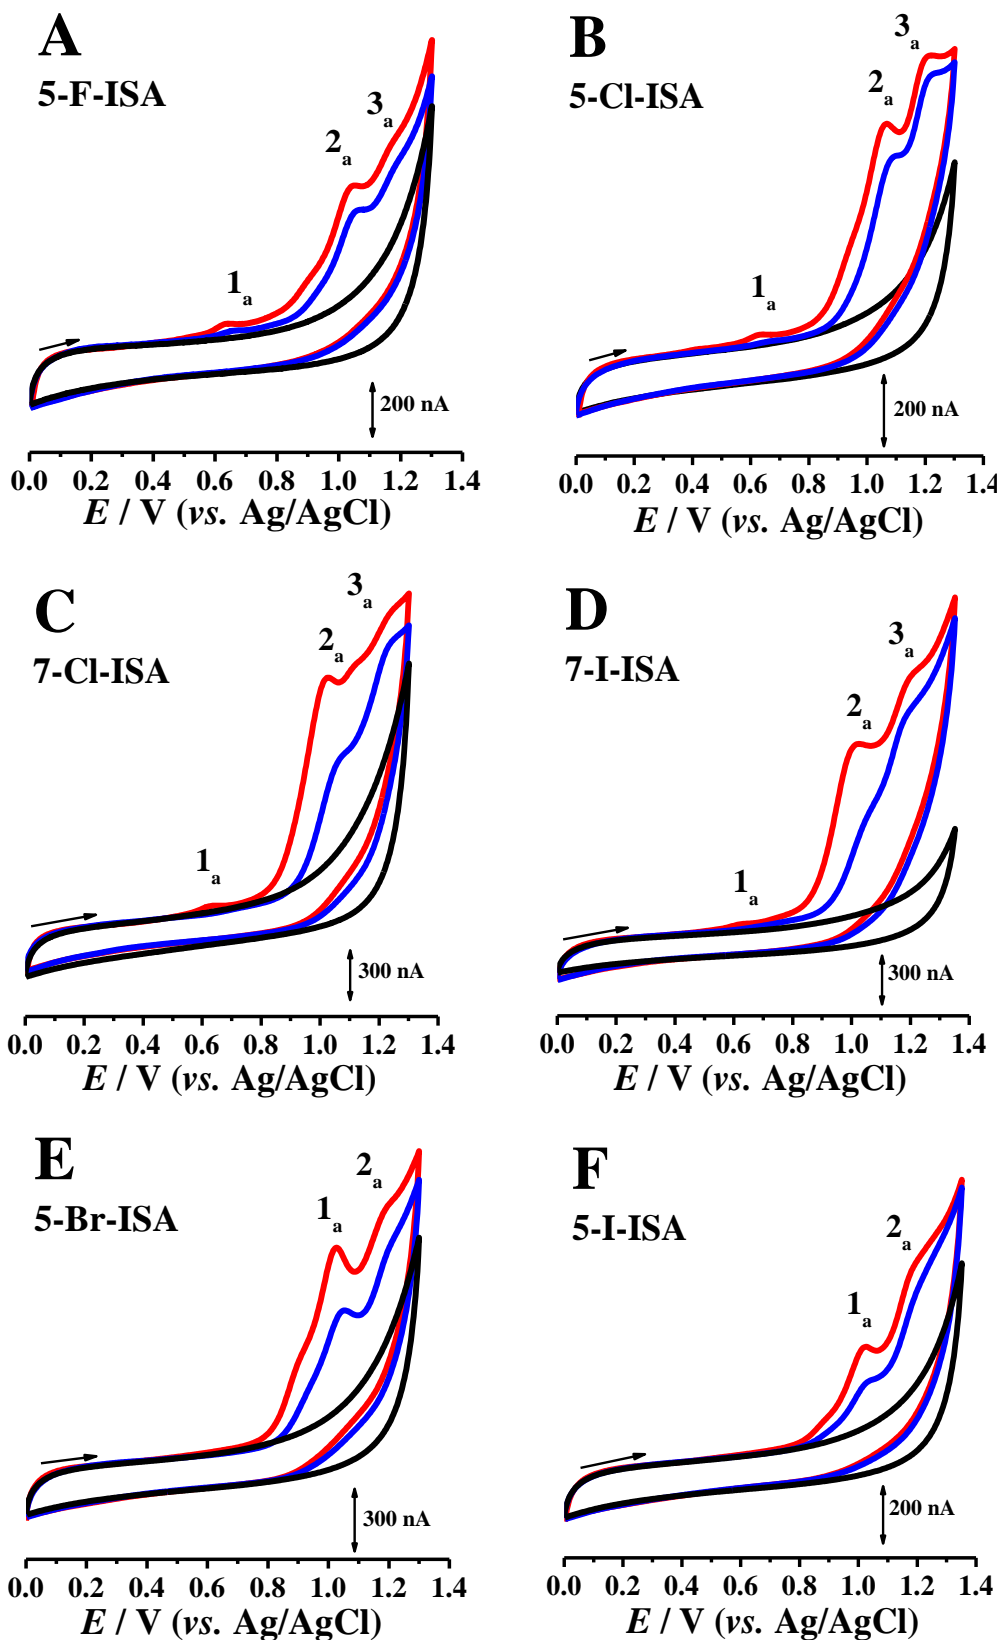 A
5-F-ISA
1a
2a
3a
200 nA
0.0 0.2 0.4 0.6 0.8 1.0 1.2 1.4
E / V (vs. Ag/AgCl)
B
5-Cl-ISA
1a
2a
3a
200 nA
0.0 0.2 0.4 0.6 0.8 1.0 1.2 1.4
E / V (vs. Ag/AgCl)
C
7-Cl-ISA
1a
2a
3a
300 nA
0.0 0.2 0.4 0.6 0.8 1.0 1.2 1.4
E / V (vs. Ag/AgCl)
D
7-I-ISA
1a
2a
3a
300 nA
0.0 0.2 0.4 0.6 0.8 1.0 1.2 1.4
E / V (vs. Ag/AgCl)
E
5-Br-ISA
1a
2a
300 nA
0.0 0.2 0.4 0.6 0.8 1.0 1.2 1.4
E / V (vs. Ag/AgCl)
F
5-I-ISA
1a
2a
200 nA
0.0 0.2 0.4 0.6 0.8 1.0 1.2 1.4
E / V (vs. Ag/AgCl)